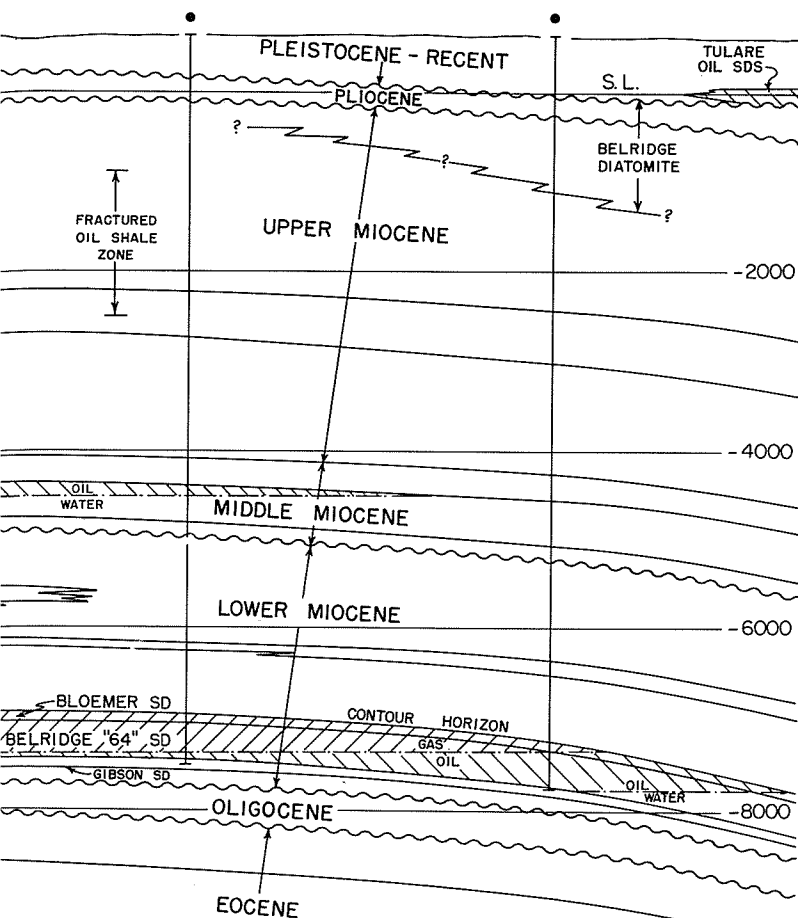 PLEISTOCENE - RECENT
TULARE
OIL SDS
S.L.
PLIOCENE
?
?
?
BELRIDGE
DIATOMITE
FRACTURED
OIL SHALE
ZONE
UPPER MIOCENE
-2000
-4000
OIL
WATER
MIDDLE MIOCENE
LOWER MIOCENE
-6000
BLOEMER SD
CONTOUR HORIZON
BELRIDGE "64" SD
GAS
OIL
GIBSON SD
OIL
WATER
OLIGOCENE
-8000
EOCENE